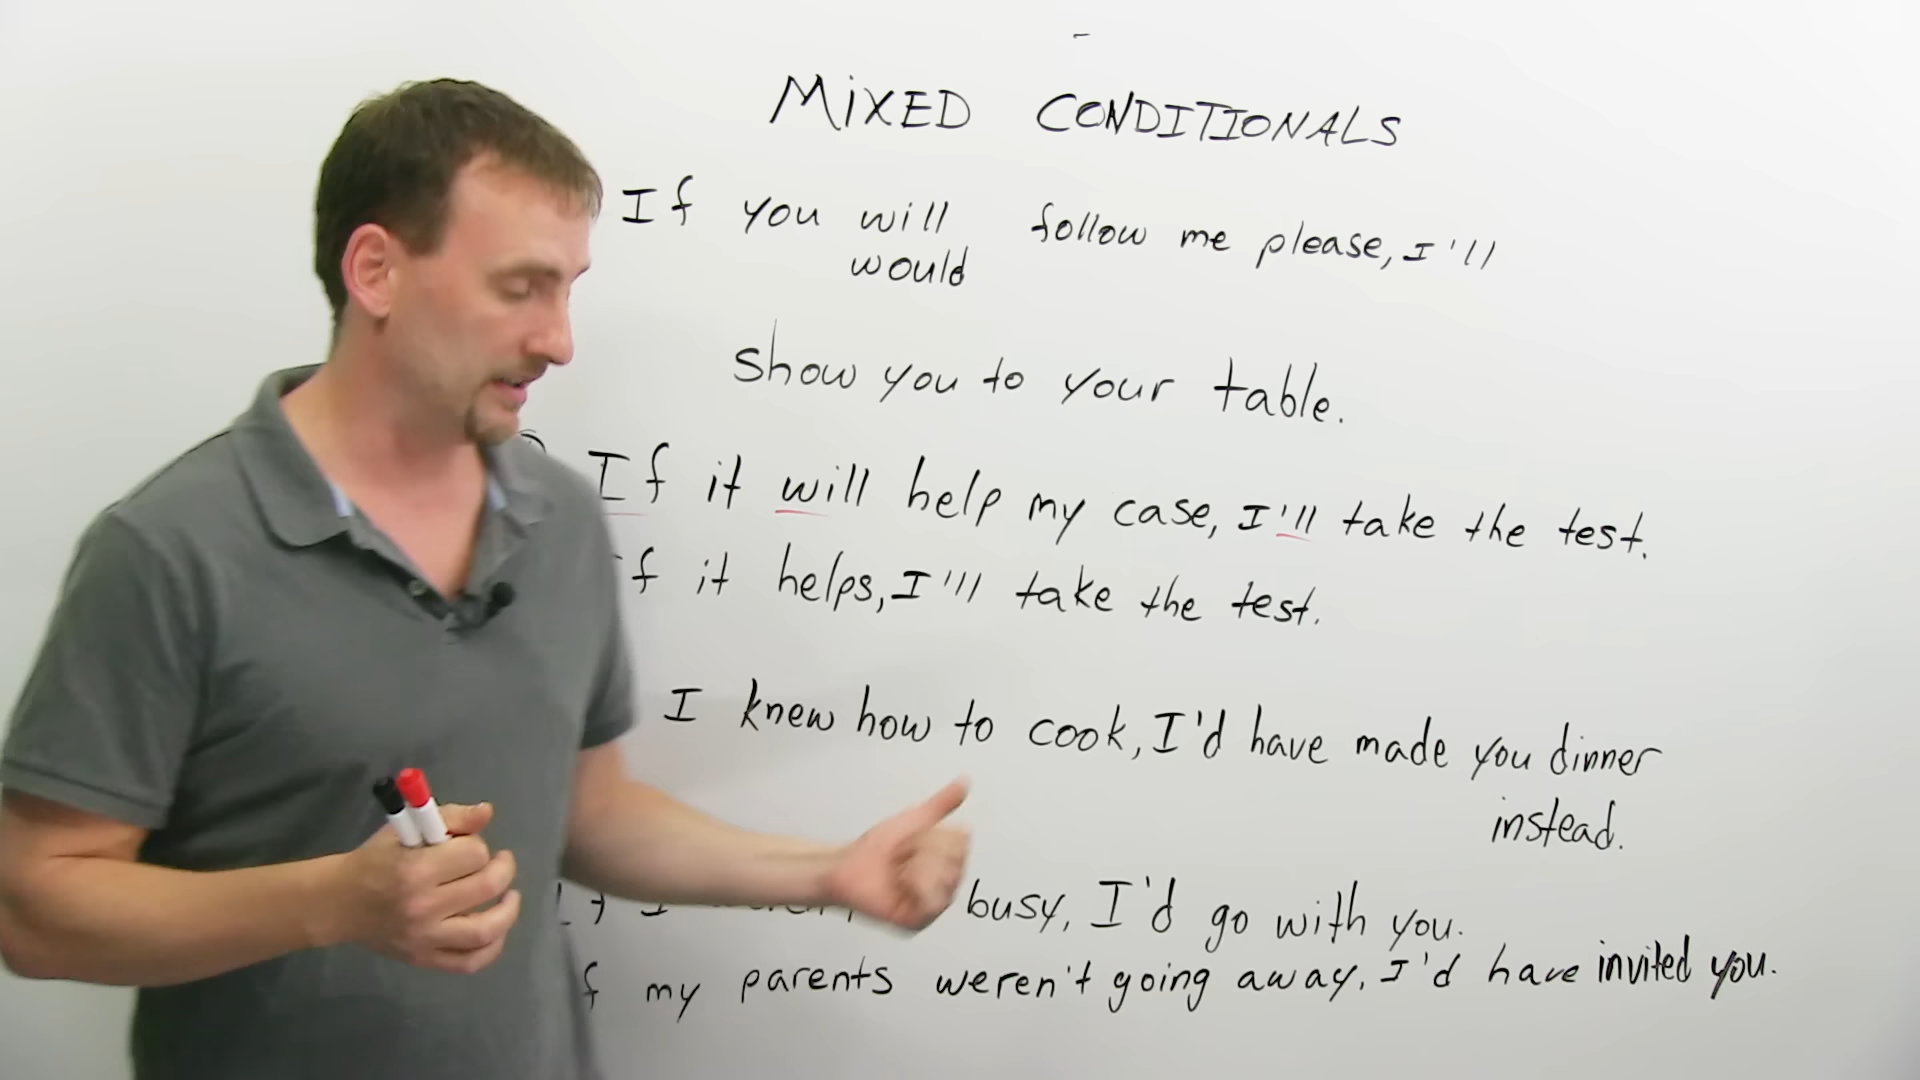 MiXED CONDITIONALS
If you will follow me please, I'll
would
show you to your table.
If it will help my case, I'll take the test.
f it helps, I'll take the test.
I knew how to cook, I'd have made you dinner
instead.
I busy, I'd go with you.
f my parents weren't going away, I'd have invited you.